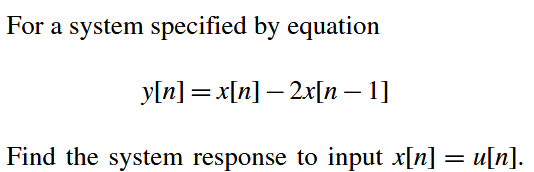 For a system specified by equation
y[n] = x[n] – 2x[n – 1]
Find the system response to input x[n] = u[n].